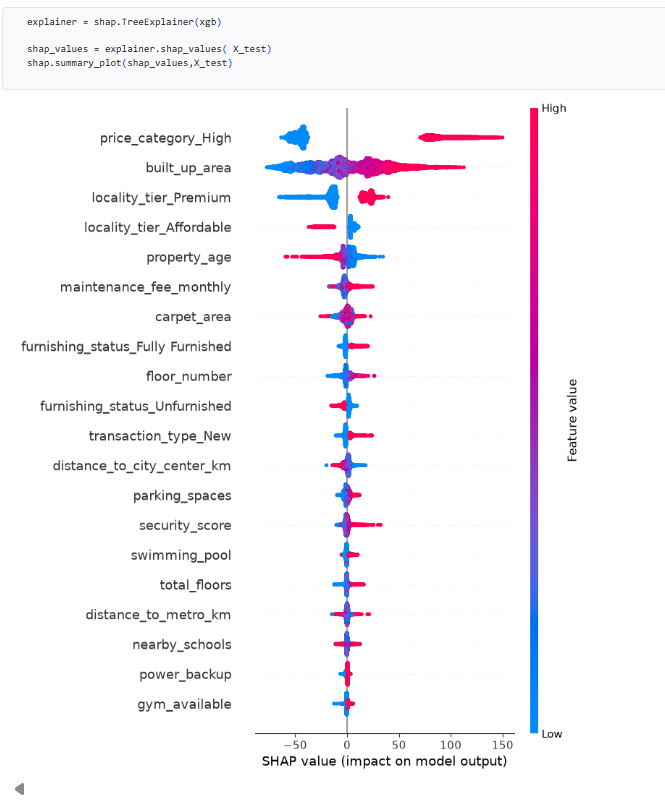 explainer = shap.TreeExplainer(xgb)
shap_values = explainer.shap_values( X_test)
shap.summary_plot(shap_values,X_test)
High
price_category_High
built_up_area
locality_tier_Premium
locality_tier_Affordable
property_age
maintenance_fee_monthly
carpet_area
furnishing_status_Fully Furnished
floor_number
furnishing_status_Unfurnished
transaction_type_New
distance_to_city_center_km
parking_spaces
security_score
swimming_pool
total_floors
distance_to_metro_km
nearby_schools
power_backup
gym_available
Feature value
Low
−50 0 50 100 150
SHAP value (impact on model output)